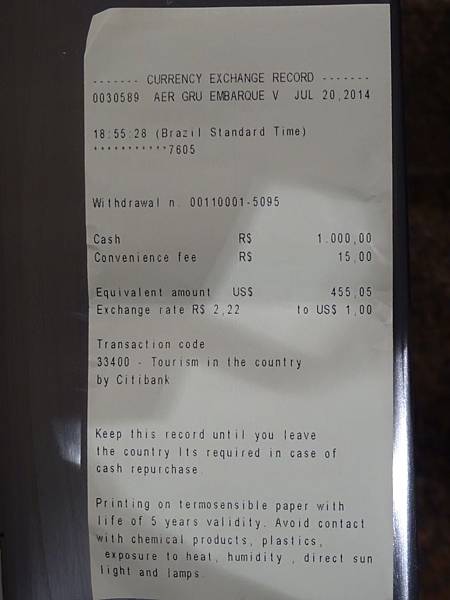 ------- CURRENCY EXCHANGE RECORD -------
0030589 AER GRU EMBARQUE V JUL 20,2014
18:55:28 (Brazil Standard Time)
***********7605
Withdrawal n. 00110001-5095
Cash R$ 1.000,00
Convenience fee R$ 15,00
Equivalent amount US$ 455,05
Exchange rate R$ 2,22 to US$ 1,00
Transaction code
33400 - Tourism in the country
by Citibank
Keep this record until you leave
the country Its required in case of
cash repurchase.
Printing on termosensible paper with
life of 5 years validity. Avoid contact
with chemical products, plastics,
exposure to heat, humidity , direct sun
light and lamps.